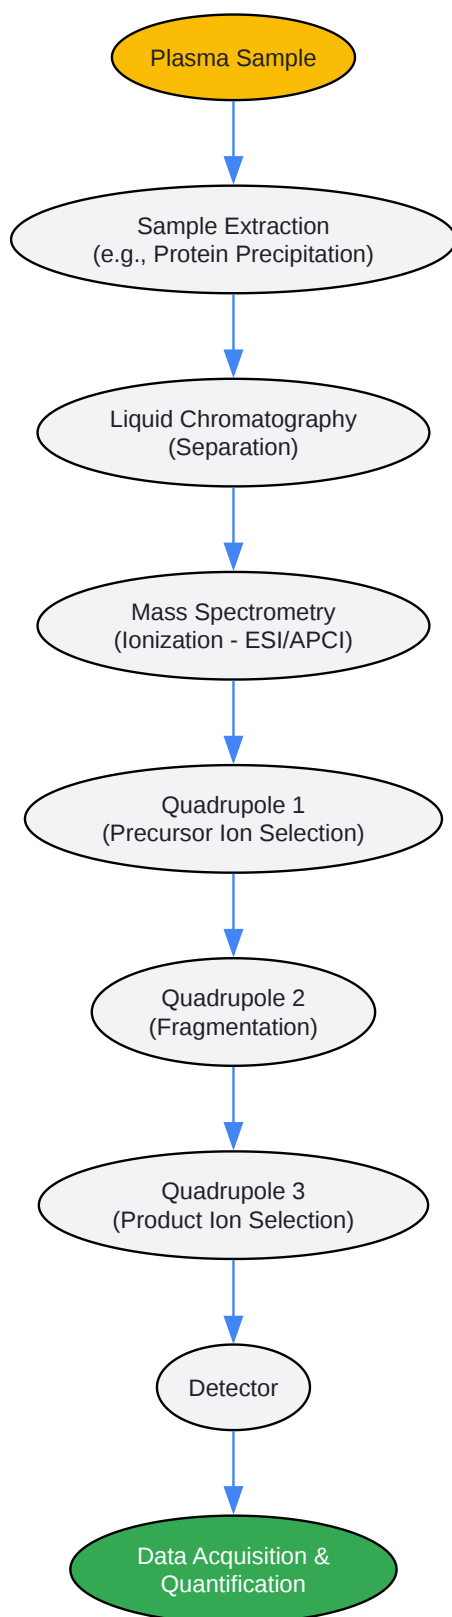 Plasma Sample
Sample Extraction
(e.g., Protein Precipitation)
Liquid Chromatography
(Separation)
Mass Spectrometry
(Ionization - ESI/APCI)
Quadrupole 1
(Precursor Ion Selection)
Quadrupole 2
(Fragmentation)
Quadrupole 3
(Product Ion Selection)
Detector
Data Acquisition &
Quantification